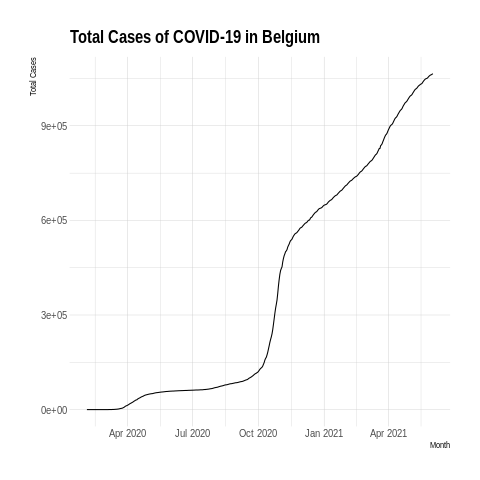 Total Cases of COVID-19 in Belgium
Total Cases
9e+05
6e+05
3e+05
0e+00
Apr 2020 Jul 2020 Oct 2020 Jan 2021 Apr 2021
Month